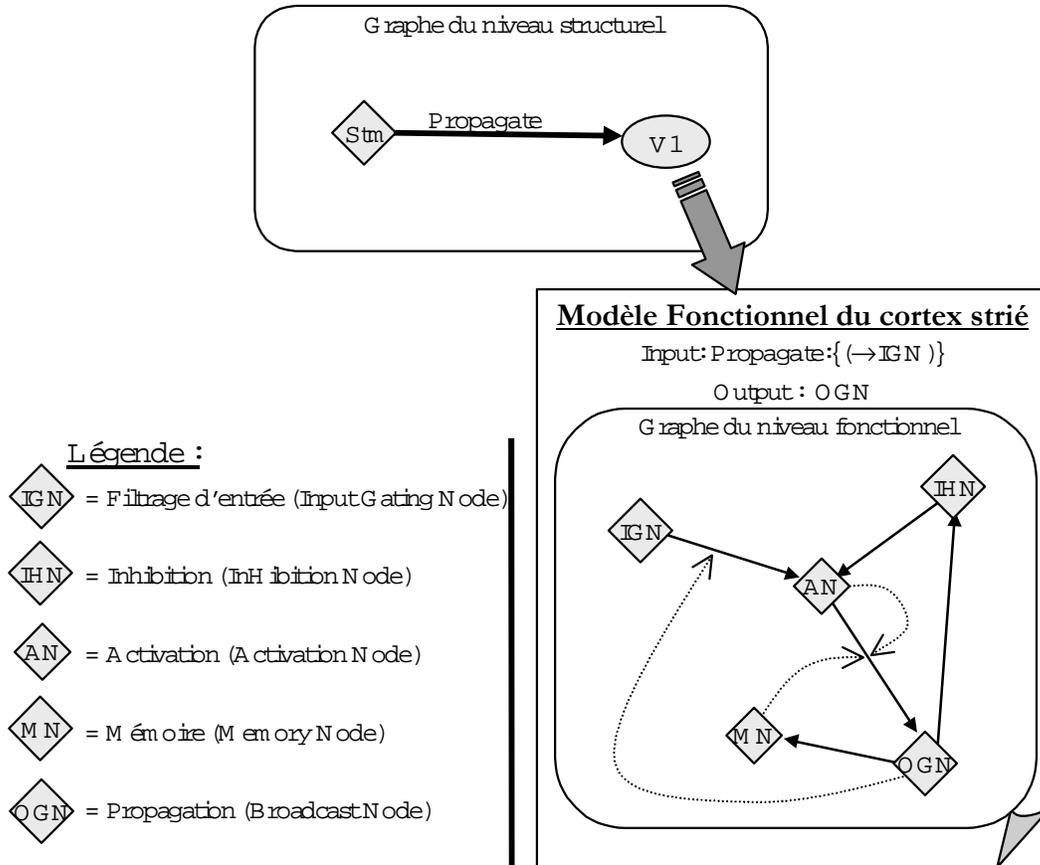 Graphe du niveau structurel
Stm
Propagate
V1
Modèle Fonctionnel du cortex strié
Input:Propagate:{(→IGN)}
Output: OGN
Graphe du niveau fonctionnel
IHN
IGN
AN
MN
OGN
Légende :
IGN = Filtrage d'entrée (Input Gating Node)
IHN = Inhibition (InHibition Node)
AN = Activation (Activation Node)
MN = Mémoire (Memory Node)
OGN = Propagation (Broadcast Node)